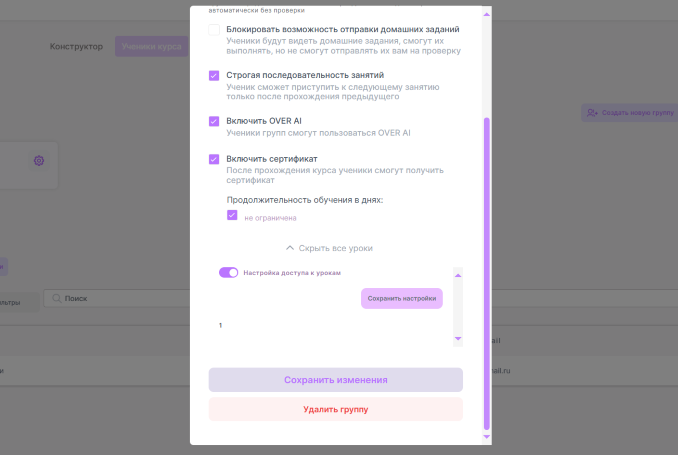 автоматически без проверки
Блокировать возможность отправки домашних заданий
Ученики будут видеть домашние задания, смогут их
выполнять, но не смогут отправлять их вам на проверку
Конструктор
Ученики курса
Строгая последовательность занятий
Ученик сможет приступить к следующему занятию
только после прохождения предыдущего
Создать новую группу
Включить OVER AI
Ученики групп смогут пользоваться OVER AI
Включить сертификат
После прохождения курса ученики смогут получить
сертификат
Продолжительность обучения в днях:
не ограничена
Скрыть все уроки
Настройка доступа к урокам
Сохранить настройки
льтры
Поиск
1
ail
mail.ru
Сохранить изменения
Удалить группу